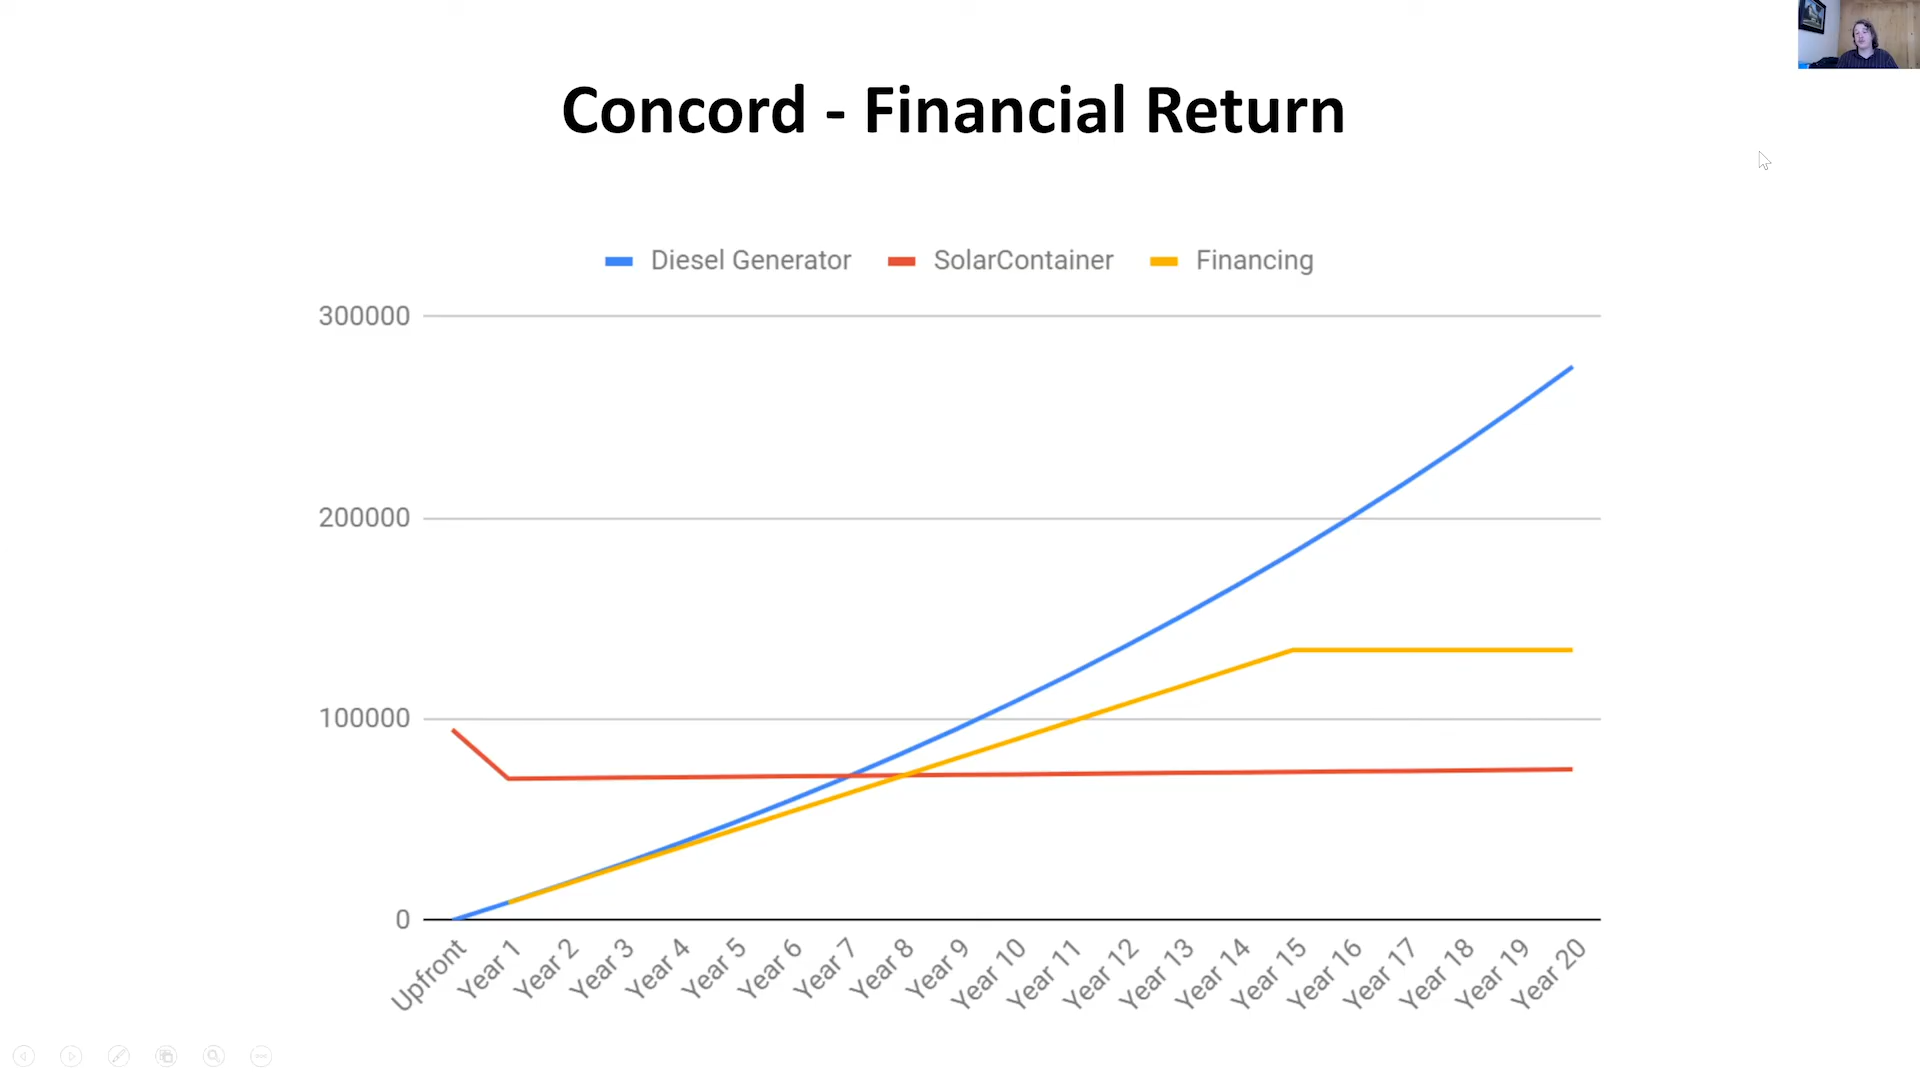 Concord - Financial Return
Diesel Generator SolarContainer Financing
300000
200000
100000
0
Upfront Year 1 Year 2 Year 3 Year 4 Year 5 Year 6 Year 7 Year 8 Year 9 Year 10 Year 11 Year 12 Year 13 Year 14 Year 15 Year 16 Year 17 Year 18 Year 19 Year 20